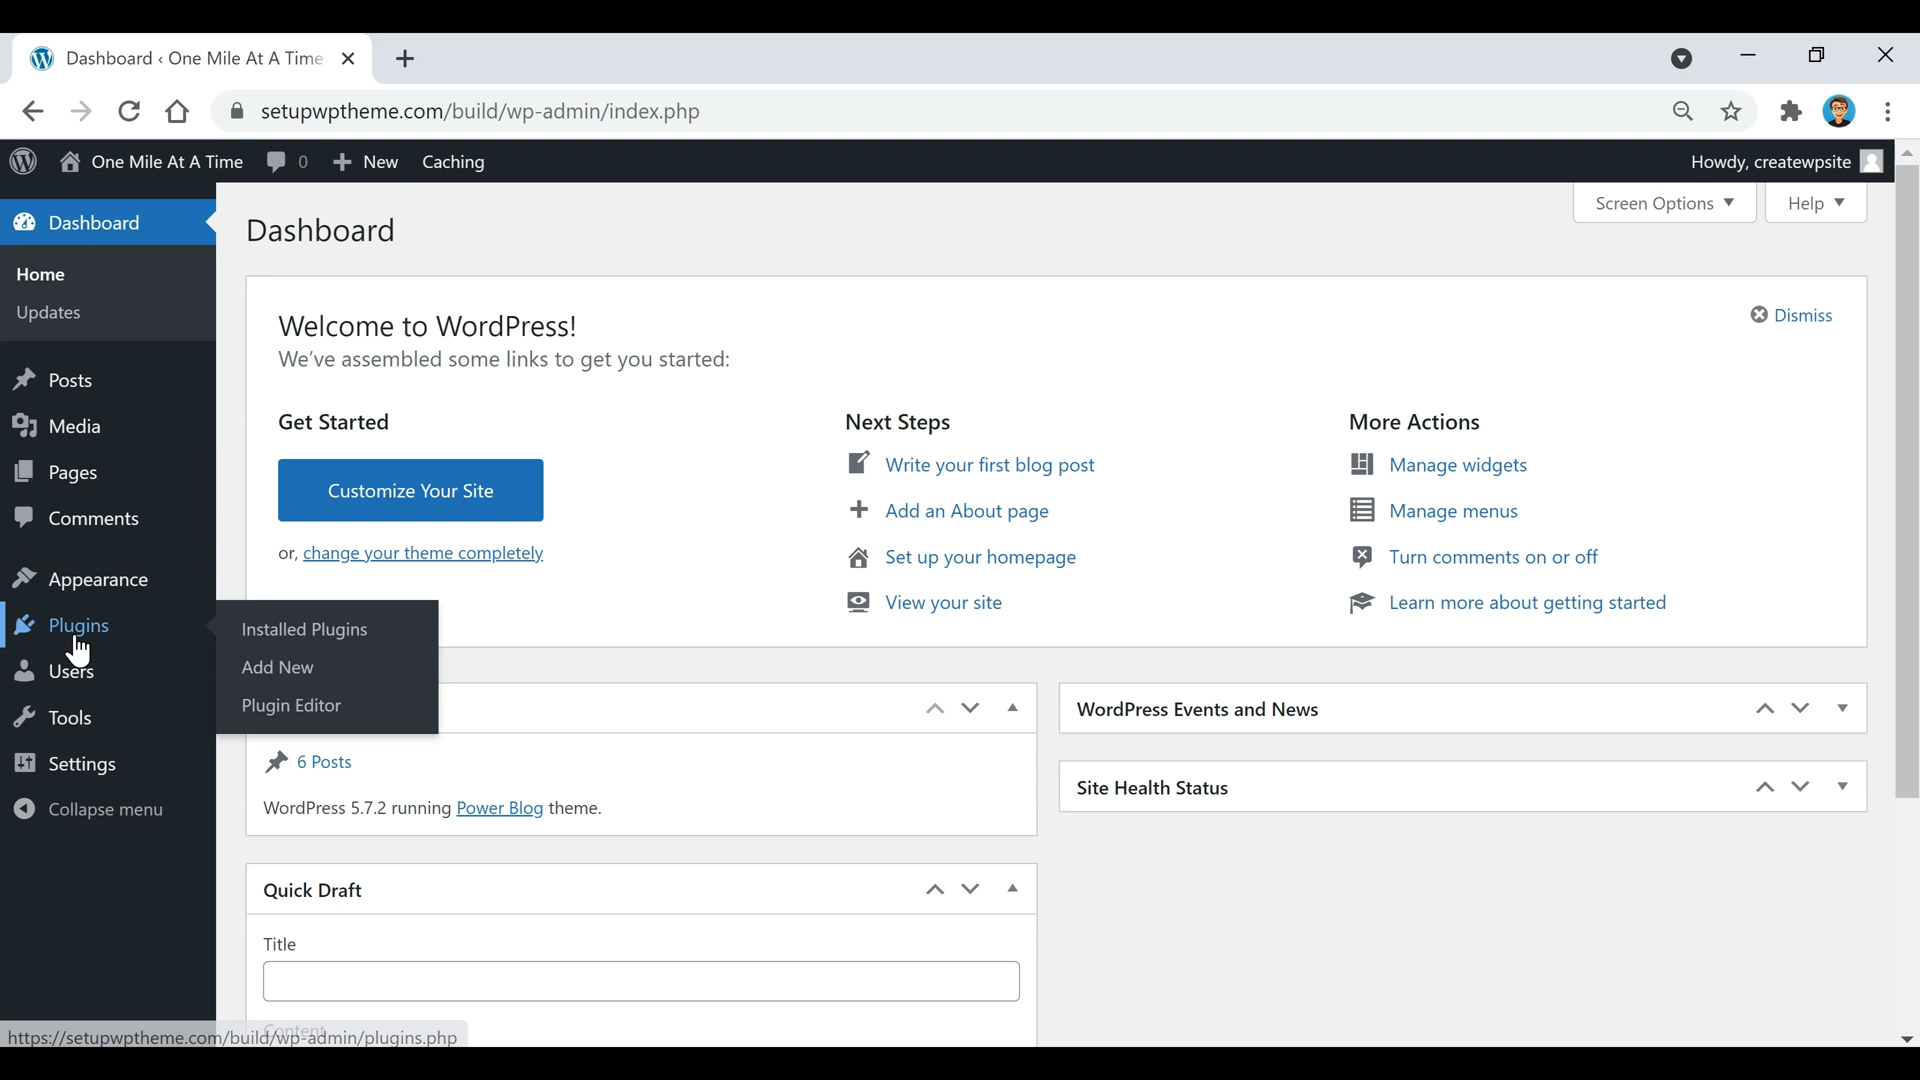 Dashboard ‹ One Mile At A Time
setupwptheme.com/build/wp-admin/index.php
One Mile At A Time 0 New Caching Howdy, createwpsite
Screen Options Help
Dashboard
Home
Updates
Posts
Media
Pages
Comments
Appearance
Plugins
Users
Tools
Settings
Collapse menu
Installed Plugins
Add New
Plugin Editor
Dashboard
Welcome to WordPress!
We've assembled some links to get you started:
Dismiss
Get Started
Customize Your Site
or, change your theme completely
Next Steps
Write your first blog post
Add an About page
Set up your homepage
View your site
More Actions
Manage widgets
Manage menus
Turn comments on or off
Learn more about getting started
6 Posts
WordPress 5.7.2 running Power Blog theme.
Quick Draft
Title
Content
WordPress Events and News
Site Health Status
https://setupwptheme.com/build/wp-admin/plugins.php